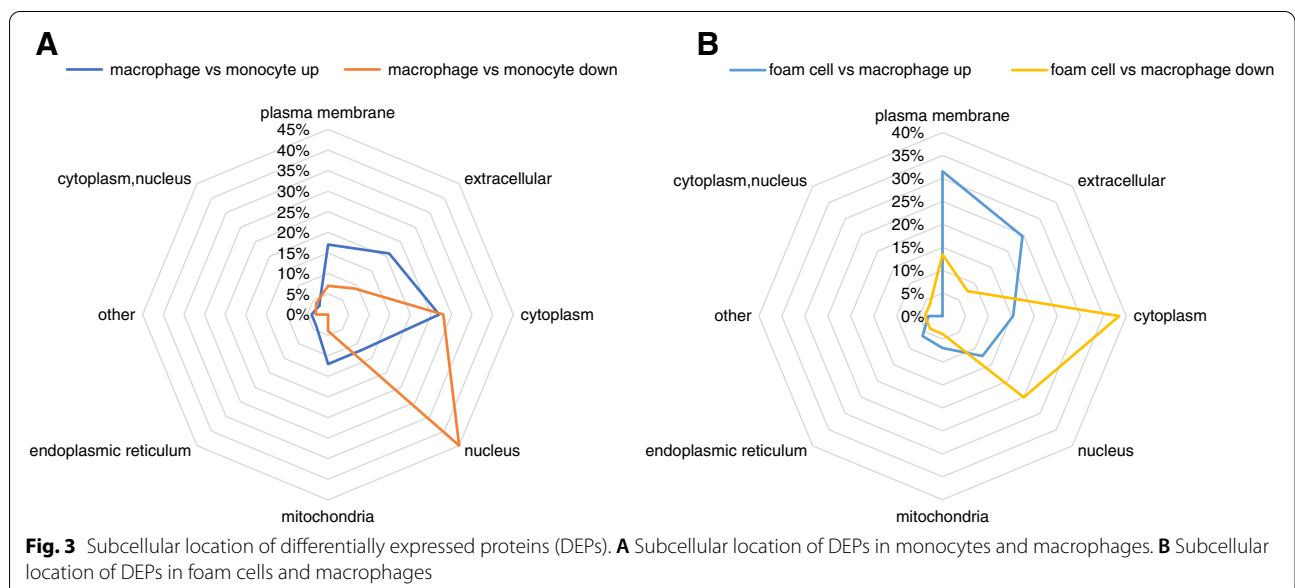 A
B
macrophage vs monocyte up
macrophage vs monocyte down
foam cell vs macrophage up
foam cell vs macrophage down
plasma membrane
45%
40%
35%
30%
25%
20%
15%
10%
5%
0%
extracellular
cytoplasm
nucleus
mitochondria
endoplasmic reticulum
other
cytoplasm,nucleus
plasma membrane
40%
35%
30%
25%
20%
15%
10%
5%
0%
extracellular
cytoplasm
nucleus
mitochondria
endoplasmic reticulum
other
cytoplasm,nucleus
Fig. 3 Subcellular location of differentially expressed proteins (DEPs). A Subcellular location of DEPs in monocytes and macrophages. B Subcellular
location of DEPs in foam cells and macrophages